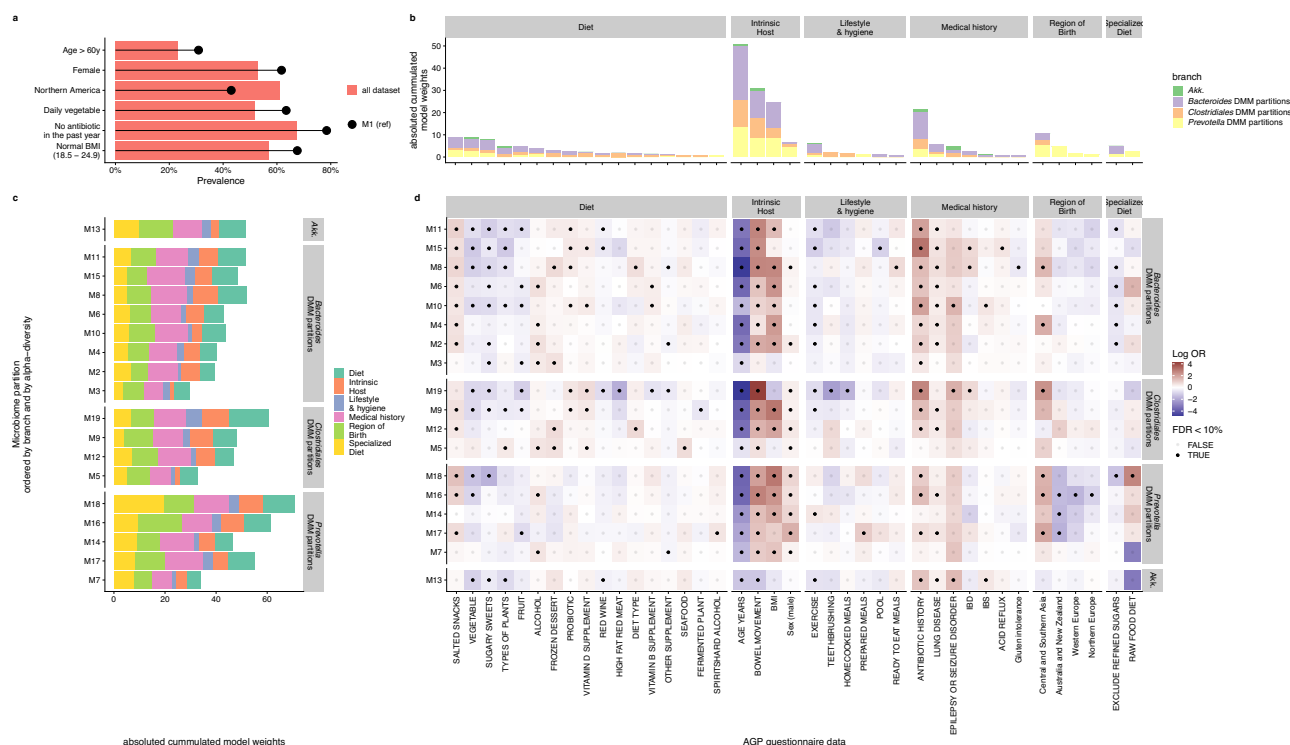 a
Age > 60y
Female
Northern America
Daily vegetable
No antibiotic
in the past year
Normal BMI
(18.5 – 24.9)
0%
20%
40%
60%
80%
Prevalence
all dataset
M1 (ref)
b
absoluted cummulated
model weights
50
40
30
20
10
0
Diet
Intrinsic
Host
Lifestyle
& hygiene
Medical history
Region of
Birth
Specialized
Diet
branch
Akk.
Bacteroides DMM partitions
Clostridiales DMM partitions
Prevotella DMM partitions
c
Microbiome partition
ordered by branch and by alpha−diversity
M13
M11
M15
M8
M6
M10
M4
M2
M3
M19
M9
M12
M5
M18
M16
M14
M17
M7
Akk.
Bacteroides
DMM partitions
Clostridiales
DMM partitions
Prevotella
DMM partitions
0
20
40
60
absoluted cummulated model weights
Diet
Intrinsic
Host
Lifestyle
& hygiene
Medical history
Region of
Birth
Specialized
Diet
d
Diet
Intrinsic
Host
Lifestyle
& hygiene
Medical history
Region of
Birth
Specialized
Diet
M11
M15
M8
M6
M10
M4
M2
M3
M19
M9
M12
M5
M18
M16
M14
M17
M7
M13
Bacteroides
DMM partitions
Clostridiales
DMM partitions
Prevotella
DMM partitions
Akk.
SALTED SNACKS
VEGETABLE
SUGARY SWEETS
TYPES OF PLANTS
FRUIT
ALCOHOL
FROZEN DESSERT
PROBIOTIC
VITAMIN D SUPPLEMENT
RED WINE
HIGH FAT RED MEAT
DIET TYPE
VITAMIN B SUPPLEMENT
OTHER SUPPLEMENT
SEAFOOD
FERMENTED PLANT
SPIRITSHARD ALCOHOL
AGE YEARS
BOWEL MOVEMENT
BMI
Sex (male)
EXERCISE
TEETHBRUSHING
HOMECOOKED MEALS
PREPARED MEALS
POOL
READY TO EAT MEALS
ANTIBIOTIC HISTORY
LUNG DISEASE
EPILEPSY OR SEIZURE DISORDER
IBD
IBS
ACID REFLUX
Gluten intolerance
Central and Southern Asia
Australia and New Zealand
Western Europe
Northern Europe
EXCLUDE REFINED SUGARS
RAW FOOD DIET
AGP questionnaire data
Log OR
4
2
0
−2
−4
FDR < 10%
FALSE
TRUE